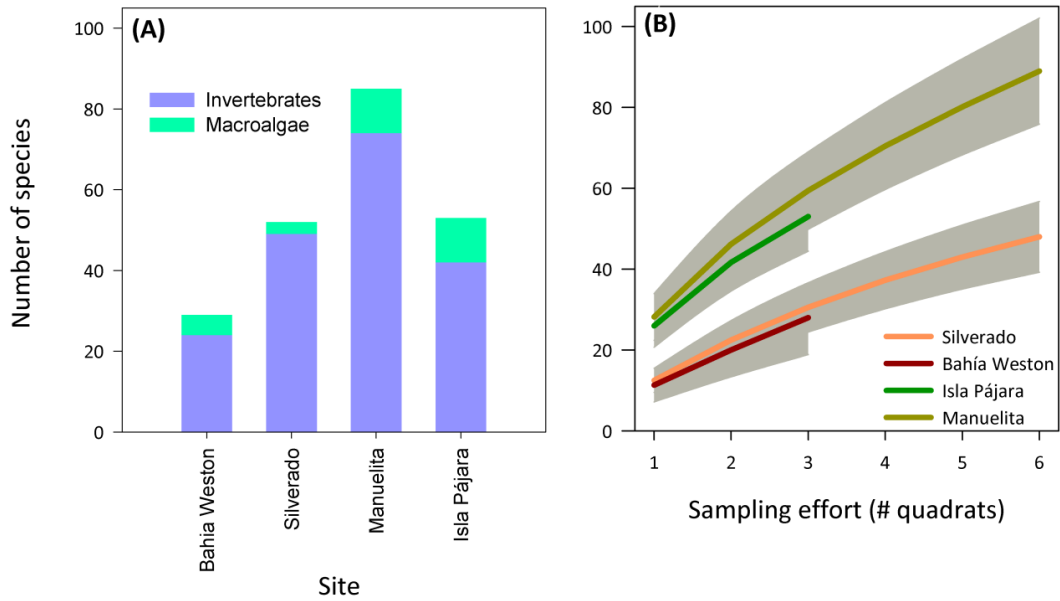 (A)
Number of species
100
80
60
40
20
0
Invertebrates
Macroalgae
Bahia Weston
Silverado
Manuelita
Isla Pájara
Site
(B)
100
80
60
40
20
0
Silverado
Bahía Weston
Isla Pájara
Manuelita
1 2 3 4 5 6
Sampling effort (# quadrats)